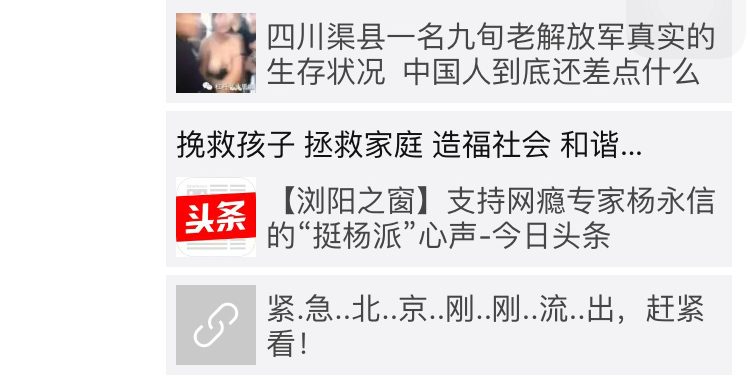 四川渠县一名九旬老解放军真实的
生存状况 中国人到底还差点什么
挽救孩子 拯救家庭 造福社会 和谐...
头条
【浏阳之窗】支持网瘾专家杨永信
的“挺杨派”心声-今日头条
紧.急..北..京..刚..刚..流..出，赶紧
看！